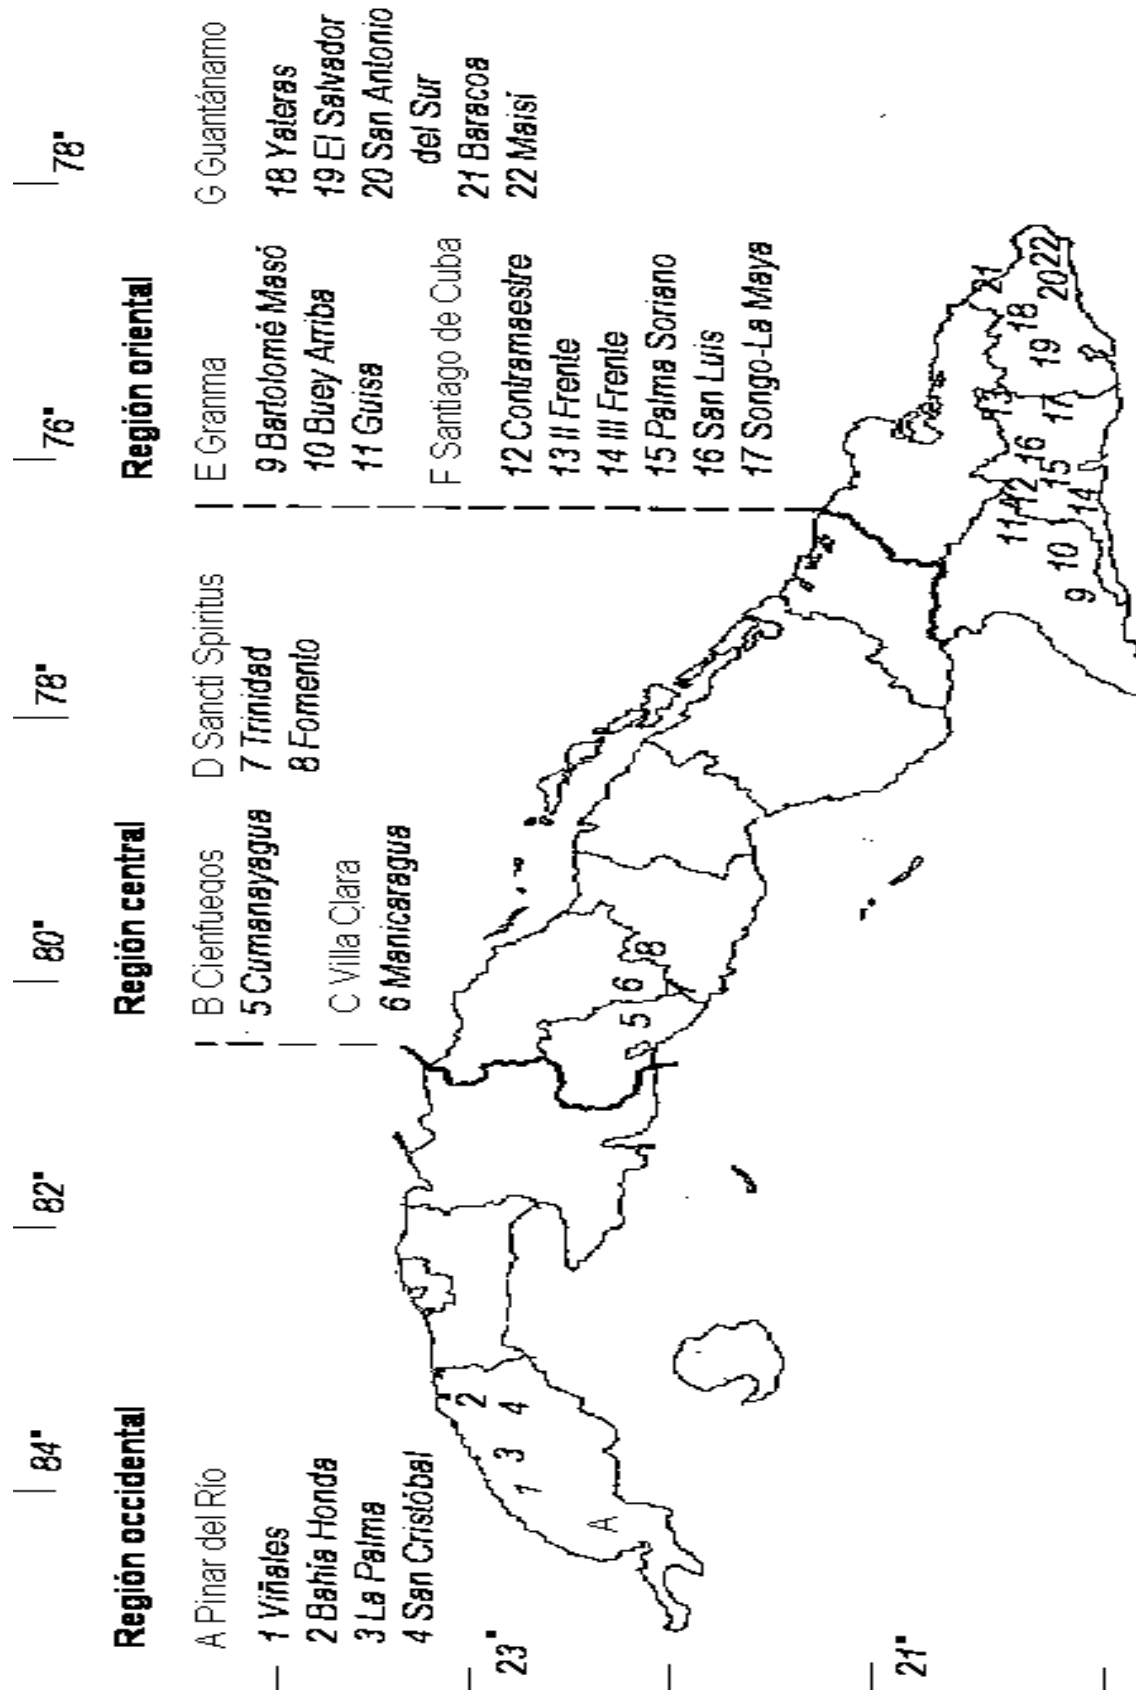 84°
82°
80°
78°
76°
78°
Región occidental
A Pinar del Río
1 Viñales
2 Bahía Honda
3 La Palma
4 San Cristóbal
Región central
B Cienfuegos
5 Cumanayagua
C Villa Clara
6 Manicaragua
D Sancti Spiritus
7 Trinidad
8 Fomento
Región oriental
E Granma
9 Bartolomé Masó
10 Buey Arriba
11 Guisa
F Santiago de Cuba
12 Contramaestre
13 II Frente
14 III Frente
15 Palma Soriano
16 San Luis
17 Songo-La Maya
G Guantánamo
18 Yateras
19 El Salvador
20 San Antonio
del Sur
21 Baracoa
22 Maisí
23°
21°
A
1
3
2
4
5
6
8
9
10
11
12
14
15
16
13
17
19
18
21
20
22